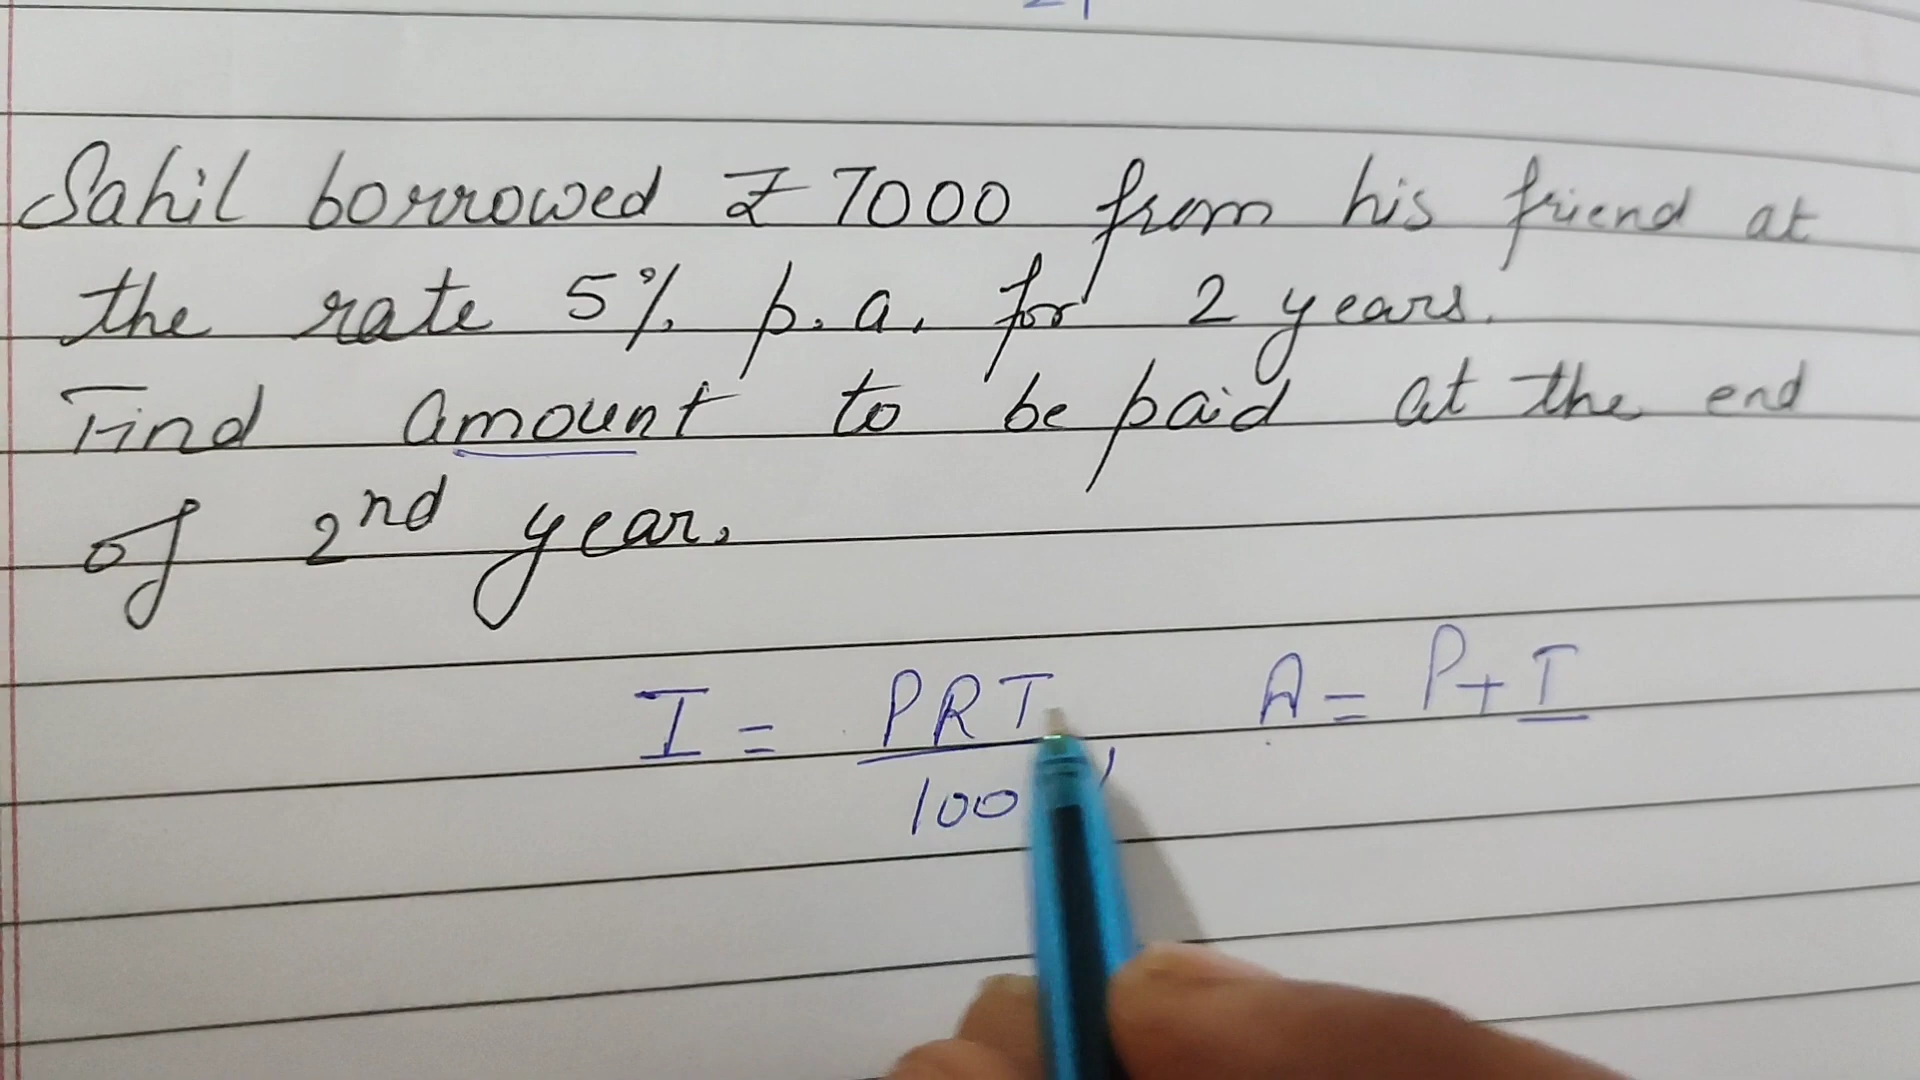 Sahil borrowed ₹ 7000 from his friend at
the rate 5% p.a. for 2 years.
Find amount to be paid at the end
of 2nd year.
I = PRT/100, A = P+I